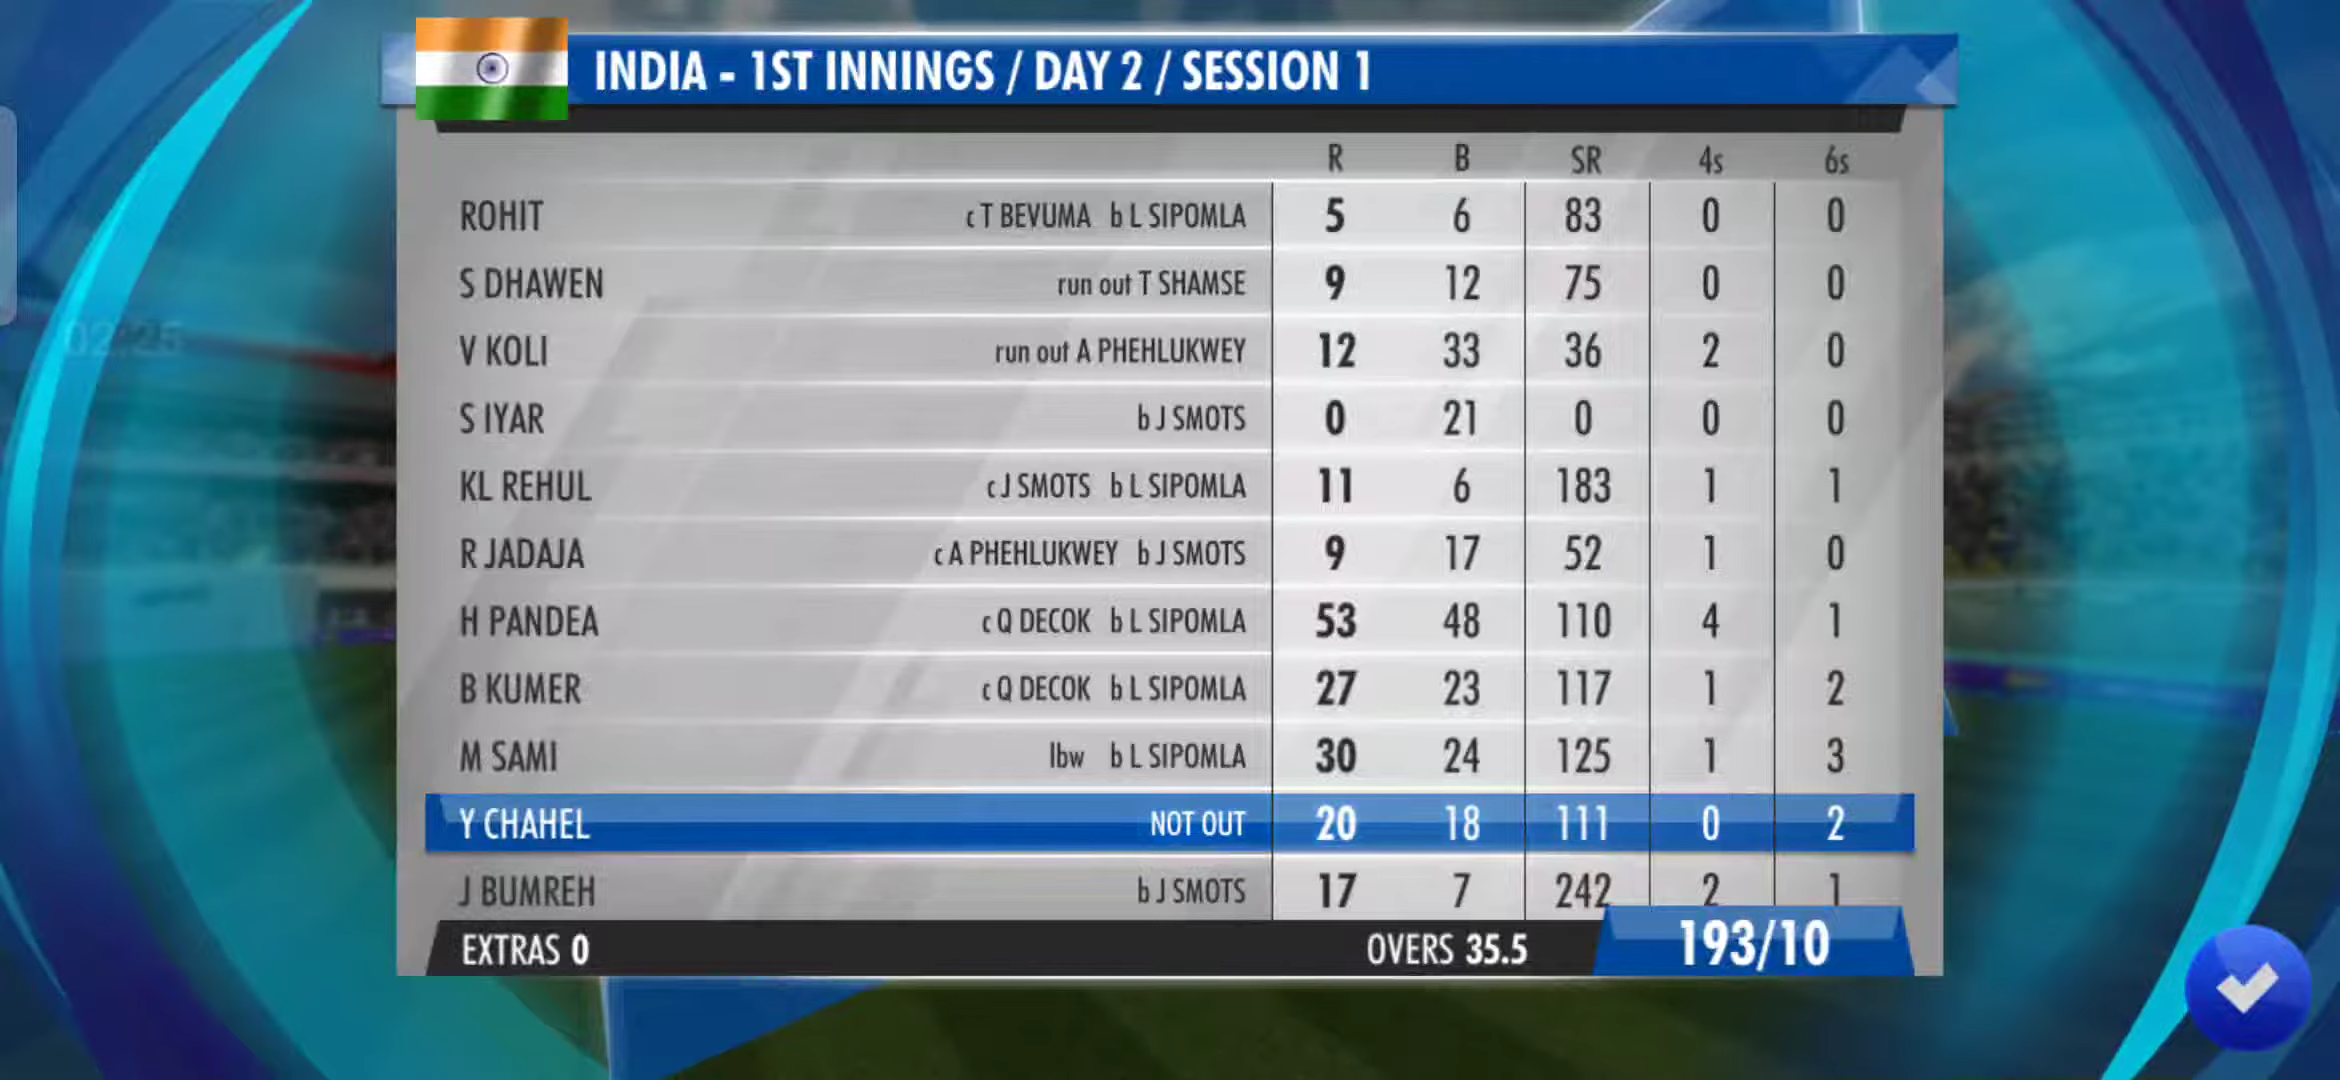 INDIA - 1ST INNINGS / DAY 2 / SESSION 1
R B SR 4s 6s
ROHIT c T BEVUMA b L SIPOMLA 5 6 83 0 0
S DHAWEN run out T SHAMSE 9 12 75 0 0
V KOLI run out A PHEHLUKWEY 12 33 36 2 0
S IYAR b J SMOTS 0 21 0 0 0
KL REHUL c J SMOTS b L SIPOMLA 11 6 183 1 1
R JADAJA c A PHEHLUKWEY b J SMOTS 9 17 52 1 0
H PANDEA c Q DECOK b L SIPOMLA 53 48 110 4 1
B KUMER c Q DECOK b L SIPOMLA 27 23 117 1 2
M SAMI lbw b L SIPOMLA 30 24 125 1 3
Y CHAHEL NOT OUT 20 18 111 0 2
J BUMREH b J SMOTS 17 7 242 2 1
EXTRAS 0 OVERS 35.5 193/10